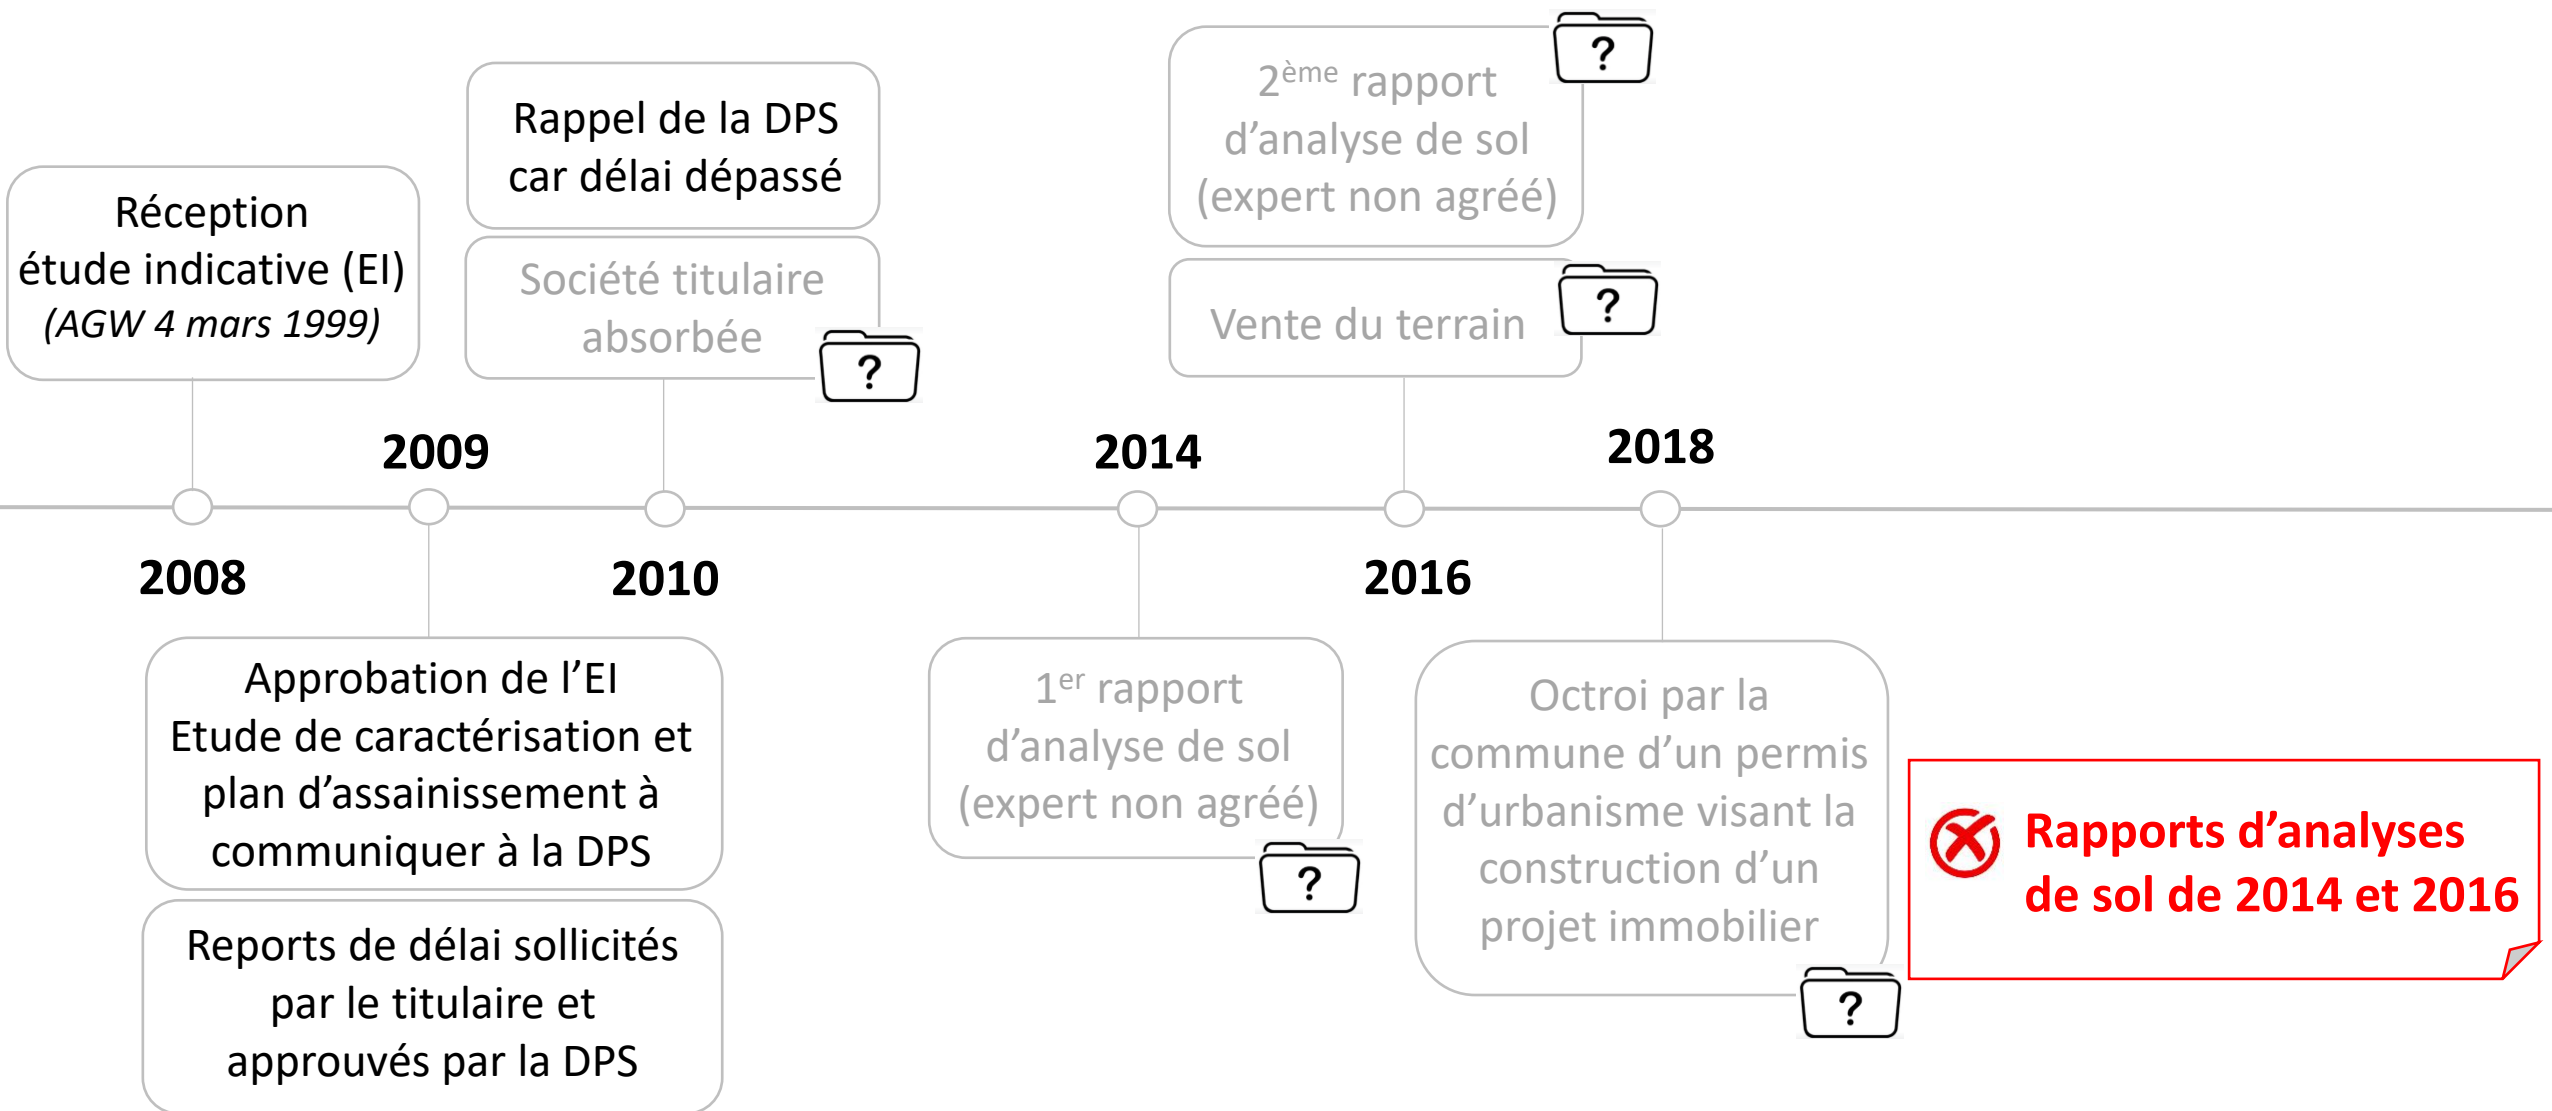 Réception
étude indicative (EI)
(AGW 4 mars 1999)
2008
2009
Approbation de l’EI
Etude de caractérisation et
plan d’assainissement à
communiquer à la DPS
Reports de délai sollicités
par le titulaire et
approuvés par la DPS
Rappel de la DPS
car délai dépassé
Société titulaire
absorbée
?
2010
2014
1er rapport
d’analyse de sol
(expert non agréé)
?
2ème rapport
d’analyse de sol
(expert non agréé)
?
Vente du terrain
?
2016
2018
Octroi par la
commune d’un permis
d’urbanisme visant la
construction d’un
projet immobilier
?
Rapports d’analyses
de sol de 2014 et 2016